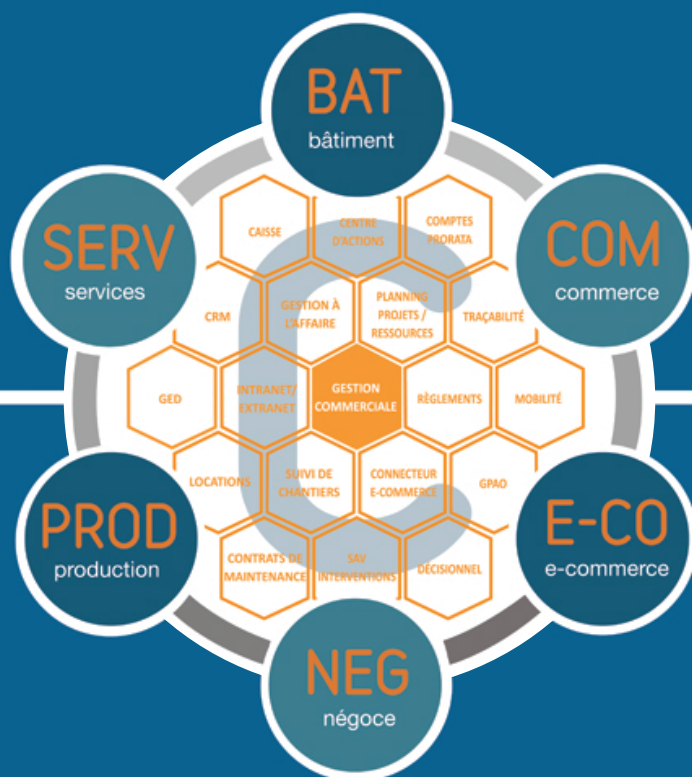 BAT
bâtiment
SERV
services
COM
commerce
CAISSE
CENTRE
D'ACTIONS
COMPTES
PRORATA
CRM
GESTION À
L'AFFAIRE
PLANNING
PROJETS /
RESSOURCES
TRAÇABILITÉ
GED
INTRANET/
EXTRANET
GESTION
COMMERCIALE
RÈGLEMENTS
MOBILITÉ
LOCATIONS
SUIVI DE
CHANTIERS
CONNECTEUR
E-COMMERCE
GPAO
CONTRATS DE
MAINTENANCE
SAV
INTERVENTIONS
DÉCISIONNEL
PROD
production
E-CO
e-commerce
NEG
négoce